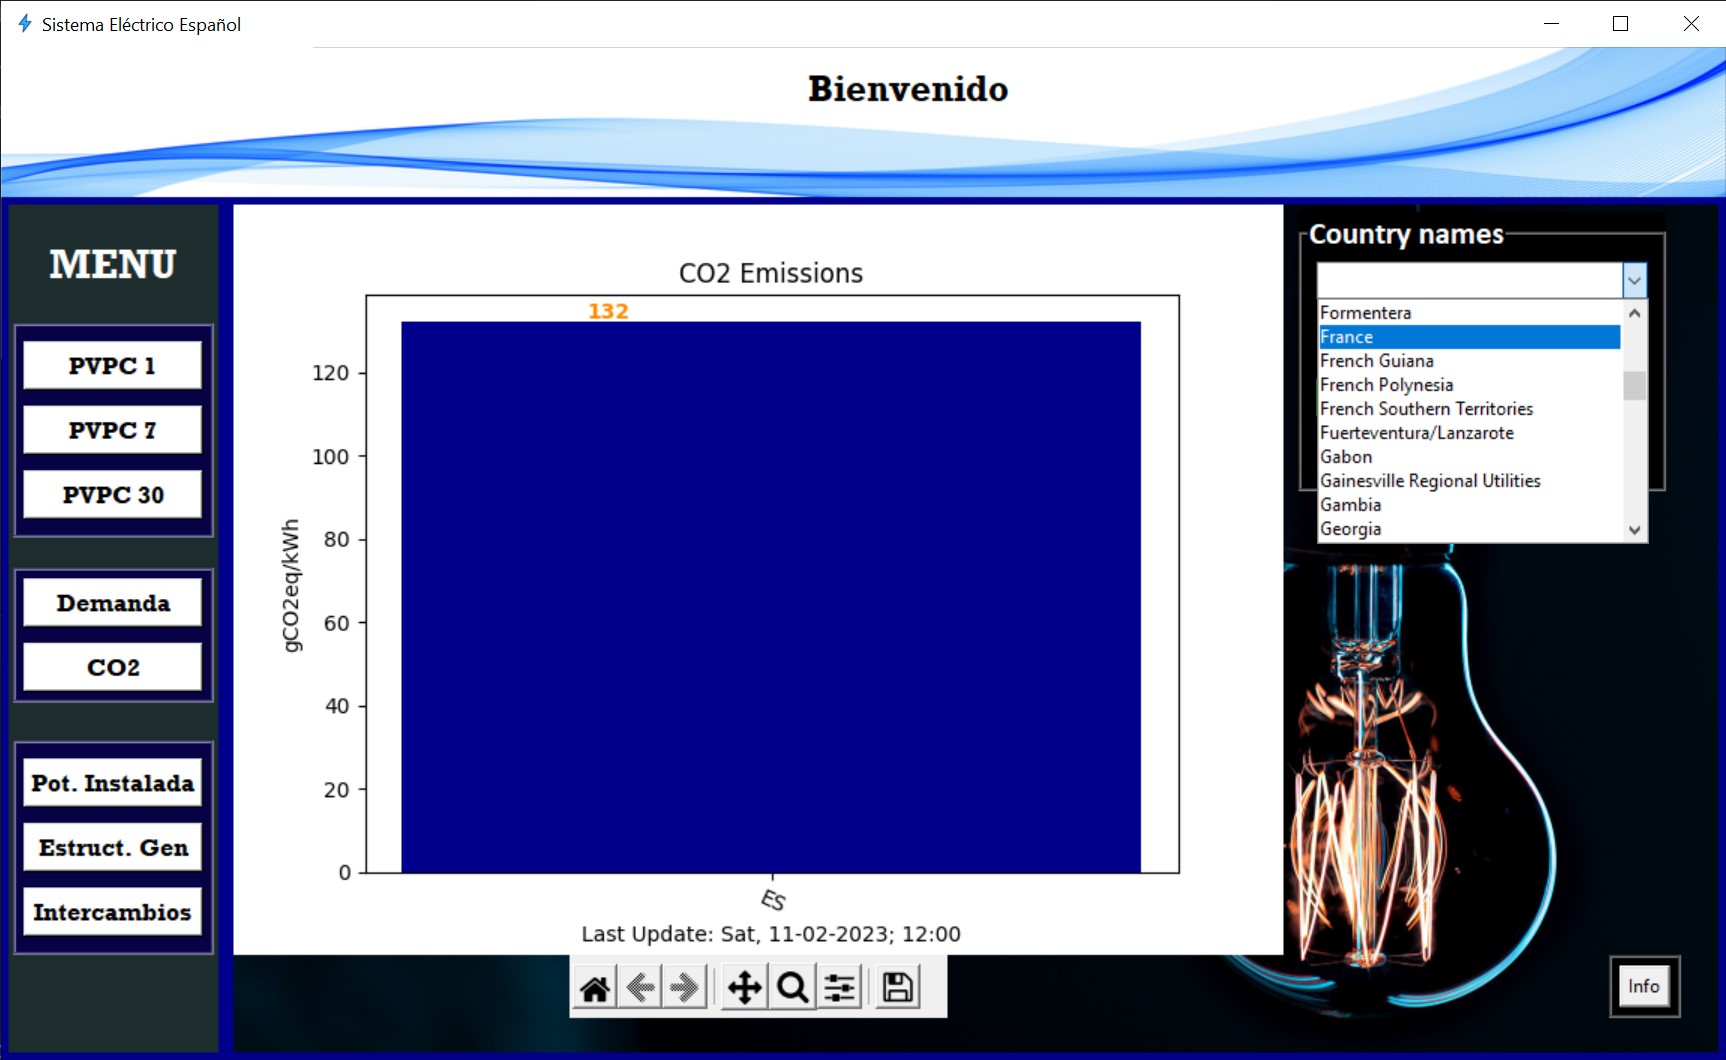 Sistema Eléctrico Español
Bienvenido
MENU
PVPC 1
PVPC 7
PVPC 30
Demanda
CO2
Pot. Instalada
Estruct. Gen
Intercambios
CO2 Emissions
132
120
100
80
60
40
20
0
gCO2eq/kWh
ES
Last Update: Sat, 11-02-2023; 12:00
Country names
Formentera
France
French Guiana
French Polynesia
French Southern Territories
Fuerteventura/Lanzarote
Gabon
Gainesville Regional Utilities
Gambia
Georgia
Info